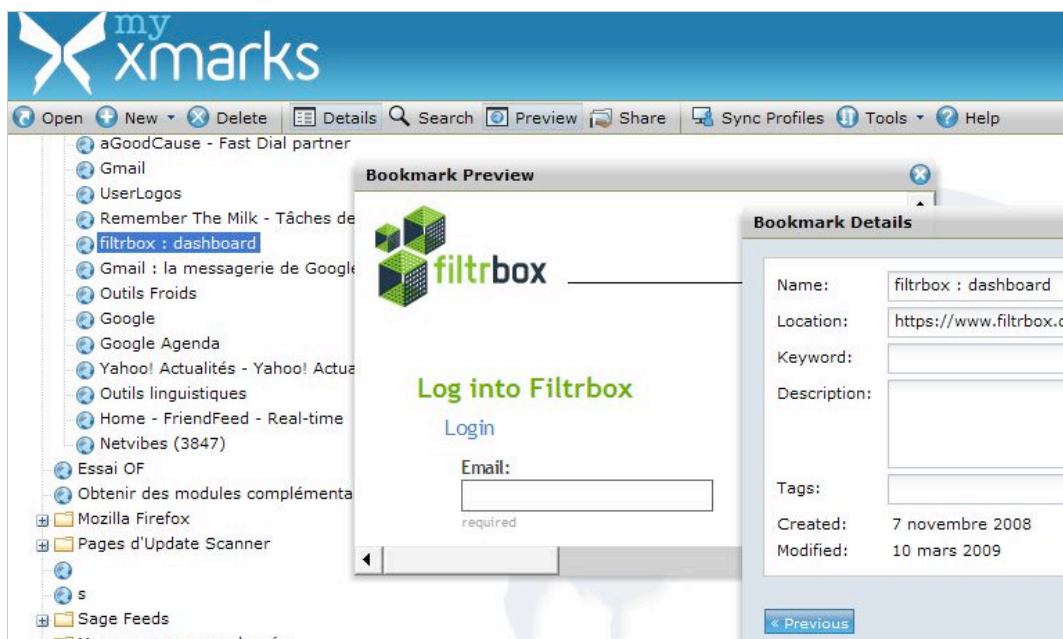 my
xmarks
Open New Delete Details Search Preview Share Sync Profiles Tools Help
aGoodCause - Fast Dial partner
Gmail
UserLogos
Remember The Milk - Tâches de
filtrbox : dashboard
Gmail : la messagerie de Google
Outils Froids
Google
Google Agenda
Yahoo! Actualités - Yahoo! Actua
Outils linguistiques
Home - FriendFeed - Real-time
Netvibes (3847)
Essai OF
Obtenir des modules complémenta
Mozilla Firefox
Pages d'Update Scanner
s
Sage Feeds
Bookmark Preview
filtrbox
Log into Filtrbox
Login
Email:
required
Bookmark Details
Name: filtrbox : dashboard
Location: https://www.filtrbox.c
Keyword:
Description:
Tags:
Created: 7 novembre 2008
Modified: 10 mars 2009
« Previous